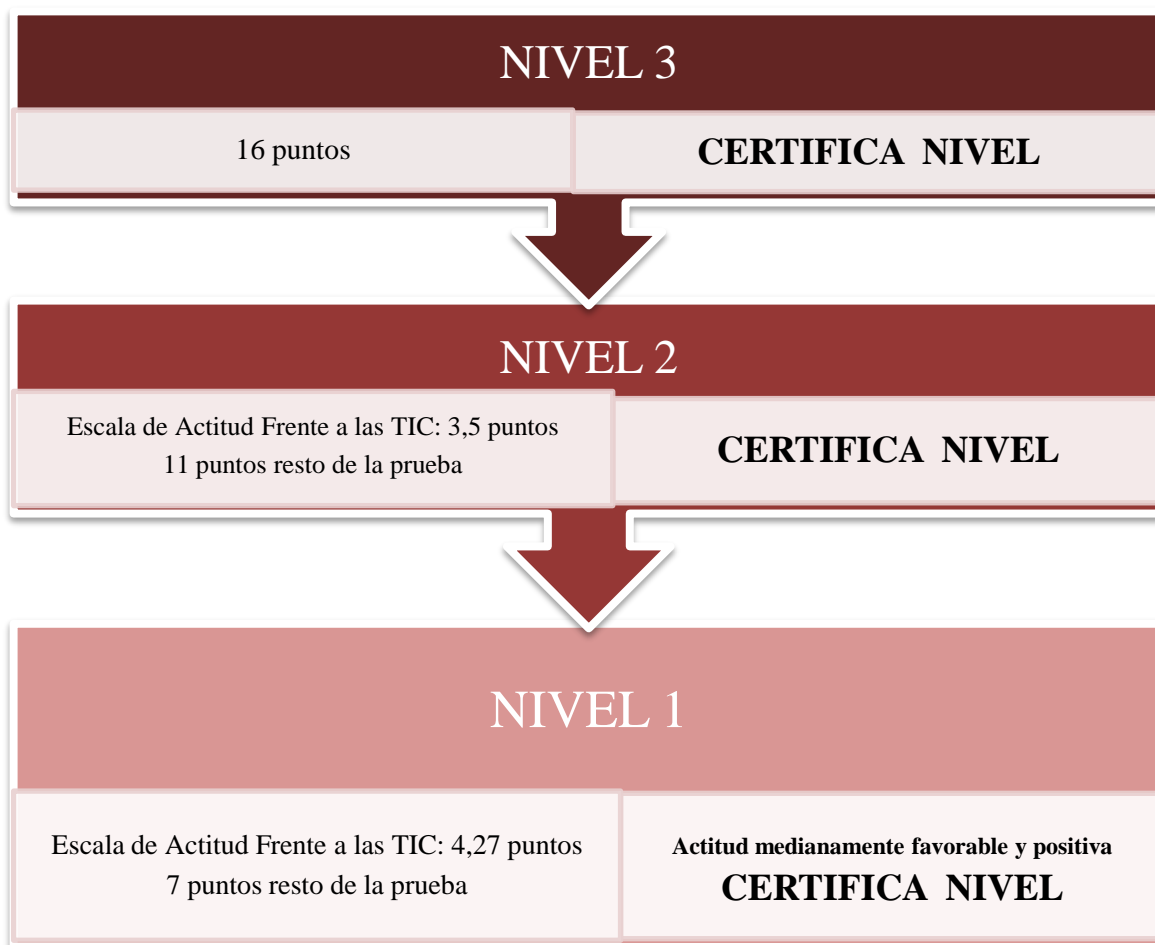 NIVEL 3
16 puntos
CERTIFICA NIVEL
NIVEL 2
Escala de Actitud Frente a las TIC: 3,5 puntos
11 puntos resto de la prueba
CERTIFICA NIVEL
NIVEL 1
Escala de Actitud Frente a las TIC: 4,27 puntos
7 puntos resto de la prueba
Actitud medianamente favorable y positiva
CERTIFICA NIVEL